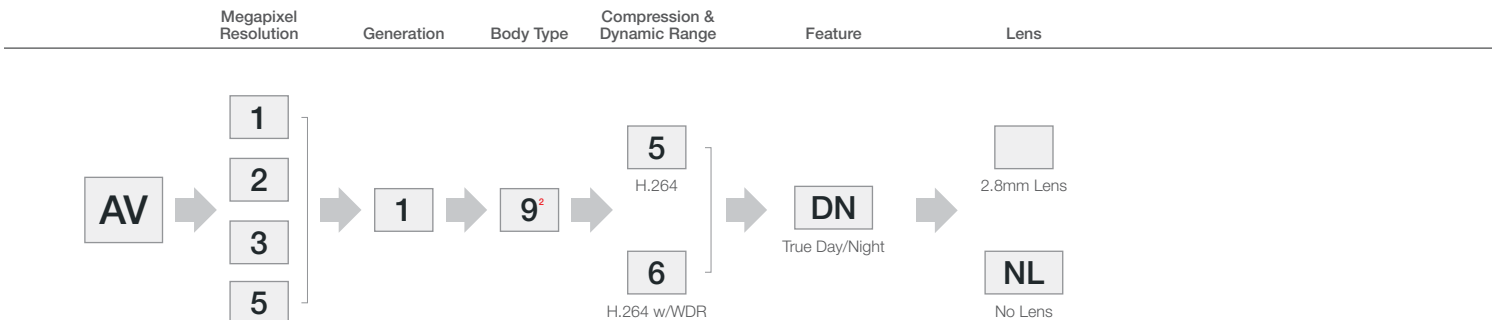 Megapixel
Resolution
Generation
Body Type
Compression &
Dynamic Range
Feature
Lens
AV
1
2
3
5
1
9²
5
H.264
6
H.264 w/WDR
DN
True Day/Night
2.8mm Lens
NL
No Lens